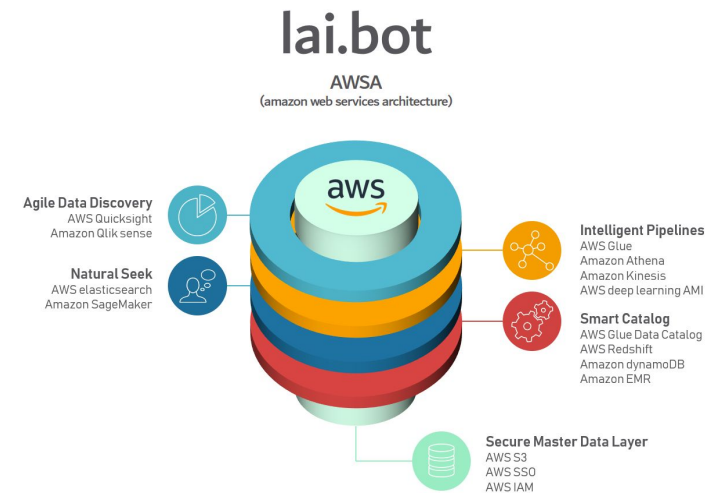 lai.bot
AWSA
(amazon web services architecture)
aws
Agile Data Discovery
AWS Quicksight
Amazon Qlik sense
Natural Seek
AWS elasticsearch
Amazon SageMaker
Intelligent Pipelines
AWS Glue
Amazon Athena
Amazon Kinesis
AWS deep learning AMI
Smart Catalog
AWS Glue Data Catalog
AWS Redshift
Amazon dynamoDB
Amazon EMR
Secure Master Data Layer
AWS S3
AWS SSO
AWS IAM